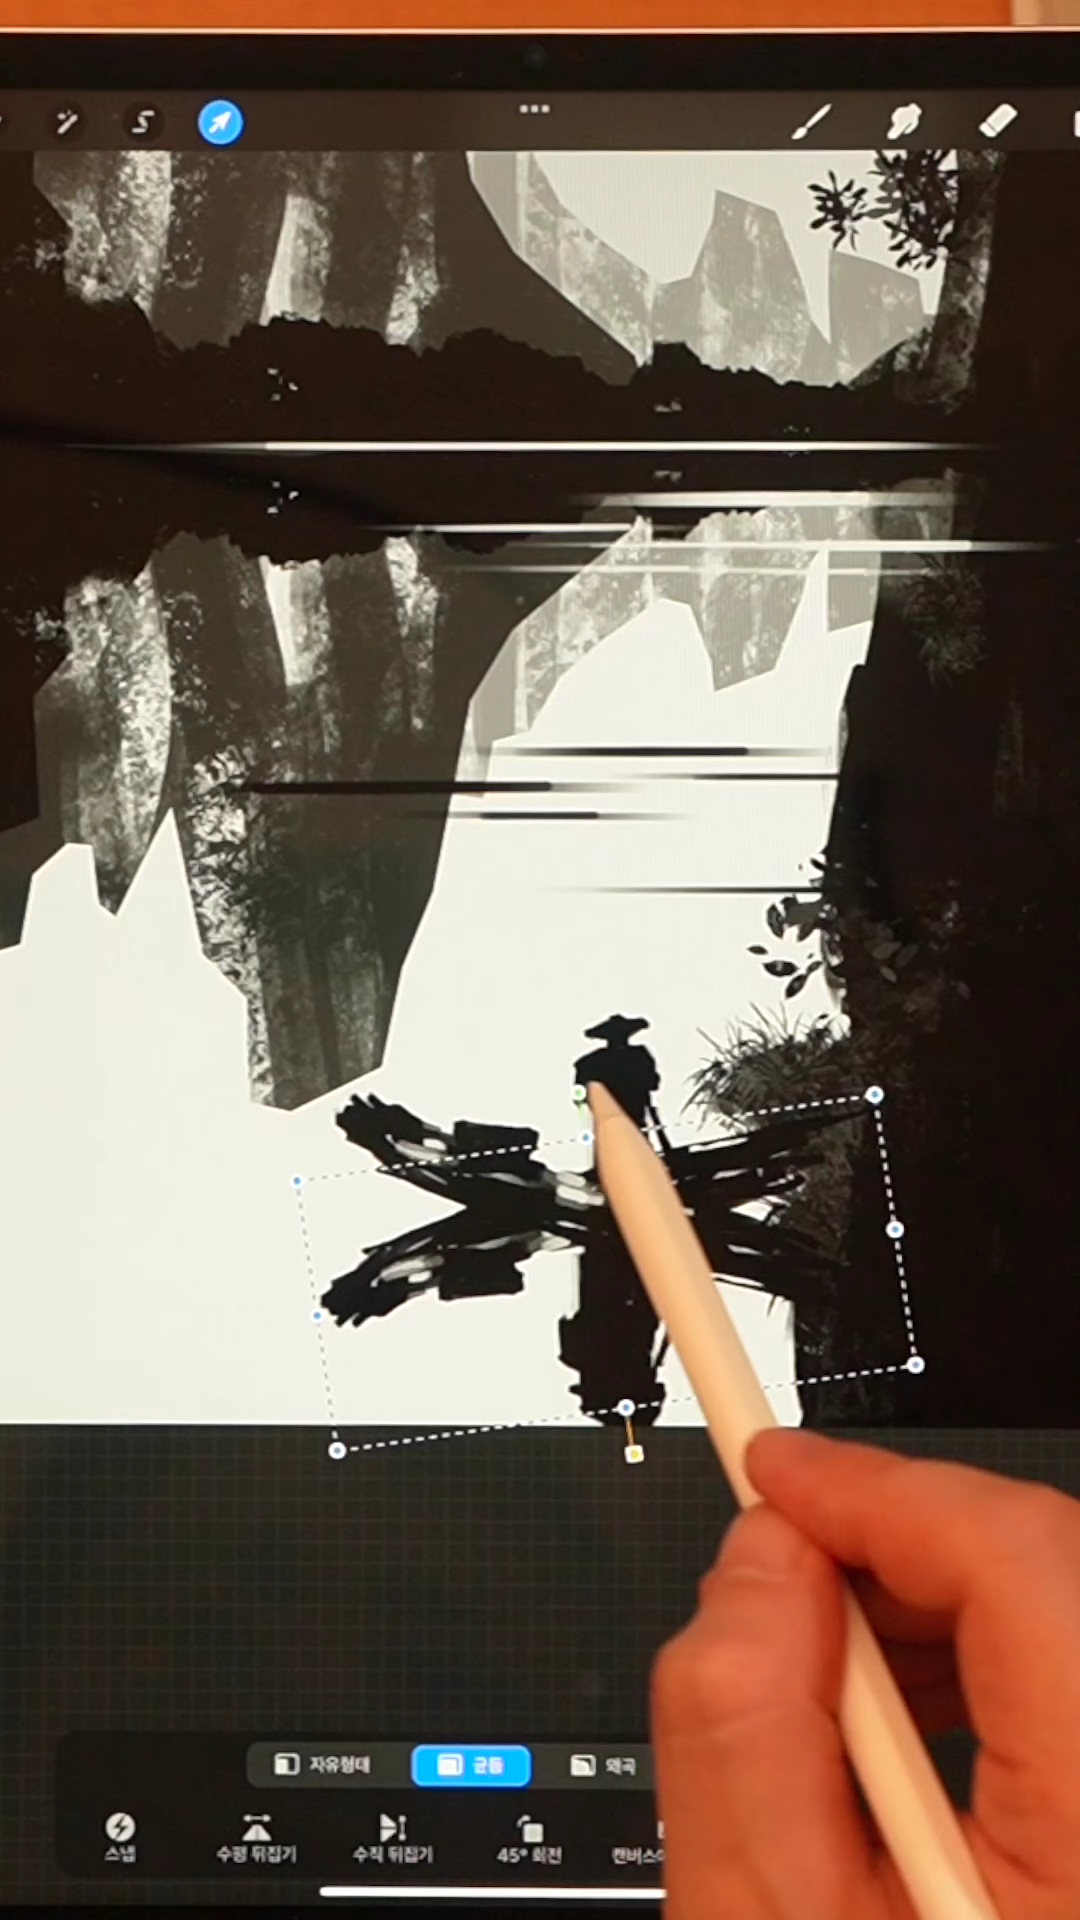 자유형태
균등
왜곡
스냅
수평 뒤집기
수직 뒤집기
45° 회전